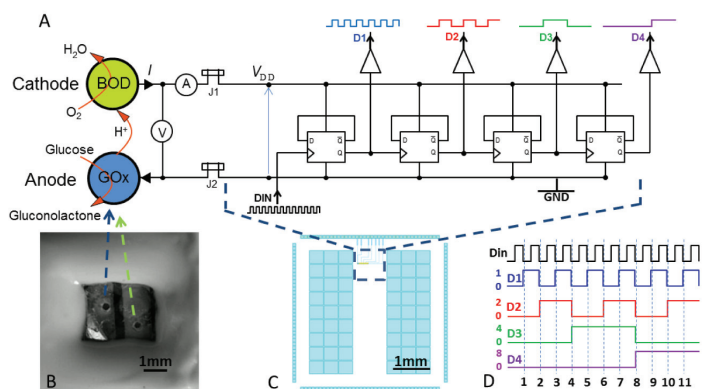 A
D1
D2
D3
D4
H₂O
Cathode
BOD
I
A
J1
V_DD
O₂
H⁺
V
D
Q̅
Q
D
Q̅
Q
D
Q̅
Q
D
Q̅
Q
Glucose
Anode
GOx
J2
Gluconolactone
DIN
GND
B
1mm
C
1mm
D
Din
1
0
D1
2
0
D2
4
0
D3
8
0
D4
1 2 3 4 5 6 7 8 9 10 11